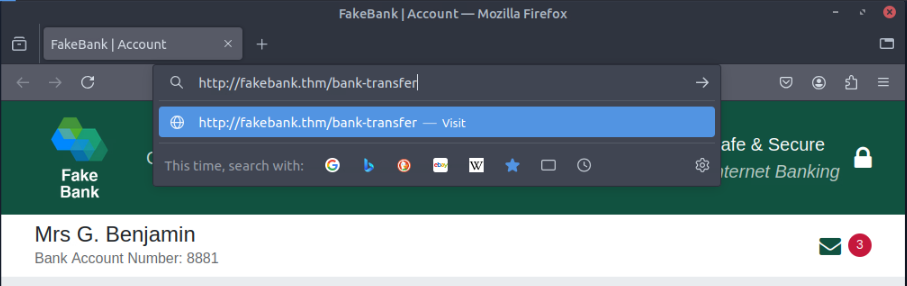 FakeBank | Account — Mozilla Firefox
FakeBank | Account
http://fakebank.thm/bank-transfer
http://fakebank.thm/bank-transfer — Visit
This time, search with:
ebay
W
Fake
Bank
afe & Secure
nternet Banking
Mrs G. Benjamin
Bank Account Number: 8881
3